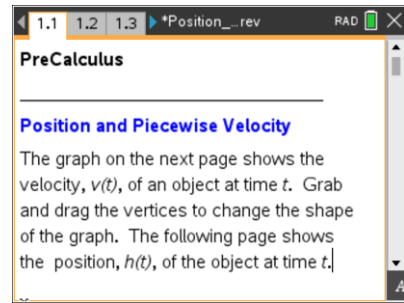 1.1 1.2 1.3 *Position_...rev RAD
PreCalculus
Position and Piecewise Velocity
The graph on the next page shows the
velocity, v(t), of an object at time t. Grab
and drag the vertices to change the shape
of the graph. The following page shows
the position, h(t), of the object at time t.